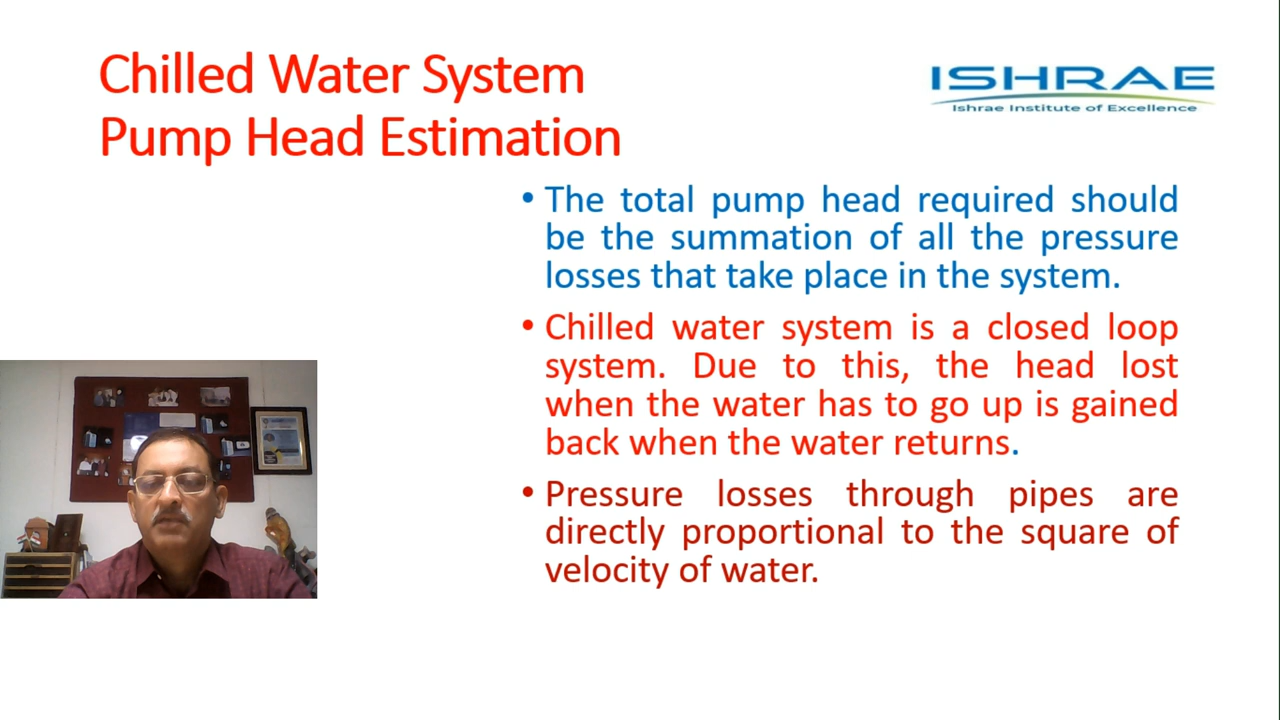 Chilled Water System
Pump Head Estimation
ISHRAE
Ishrae Institute of Excellence
• The total pump head required should
be the summation of all the pressure
losses that take place in the system.
• Chilled water system is a closed loop
system. Due to this, the head lost
when the water has to go up is gained
back when the water returns.
• Pressure losses through pipes are
directly proportional to the square of
velocity of water.